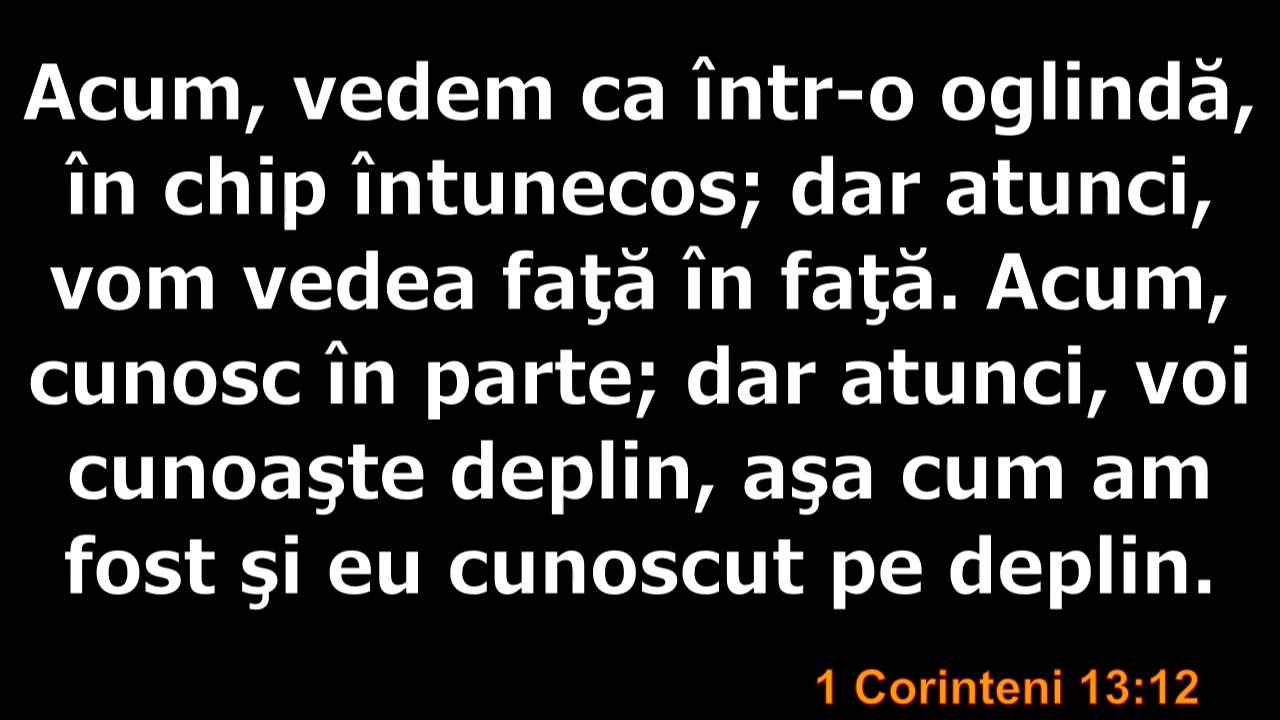 Acum, vedem ca într-o oglindă,
în chip întunecos; dar atunci,
vom vedea faţă în faţă. Acum,
cunosc în parte; dar atunci, voi
cunoaşte deplin, aşa cum am
fost şi eu cunoscut pe deplin.
1 Corinteni 13:12